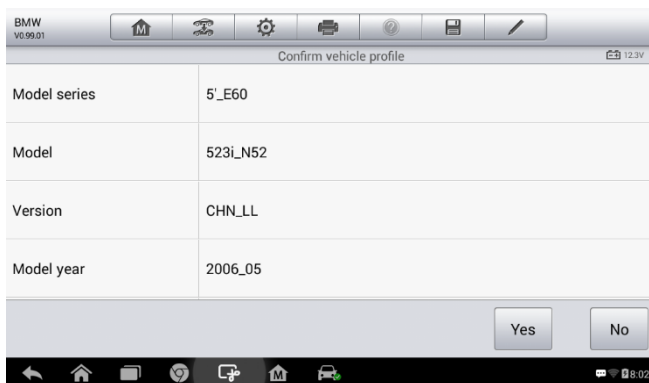 BMW
V0.99.01
Confirm vehicle profile
12.3V
Model series 5'_E60
Model 523i_N52
Version CHN_LL
Model year 2006_05
Yes No
8:02